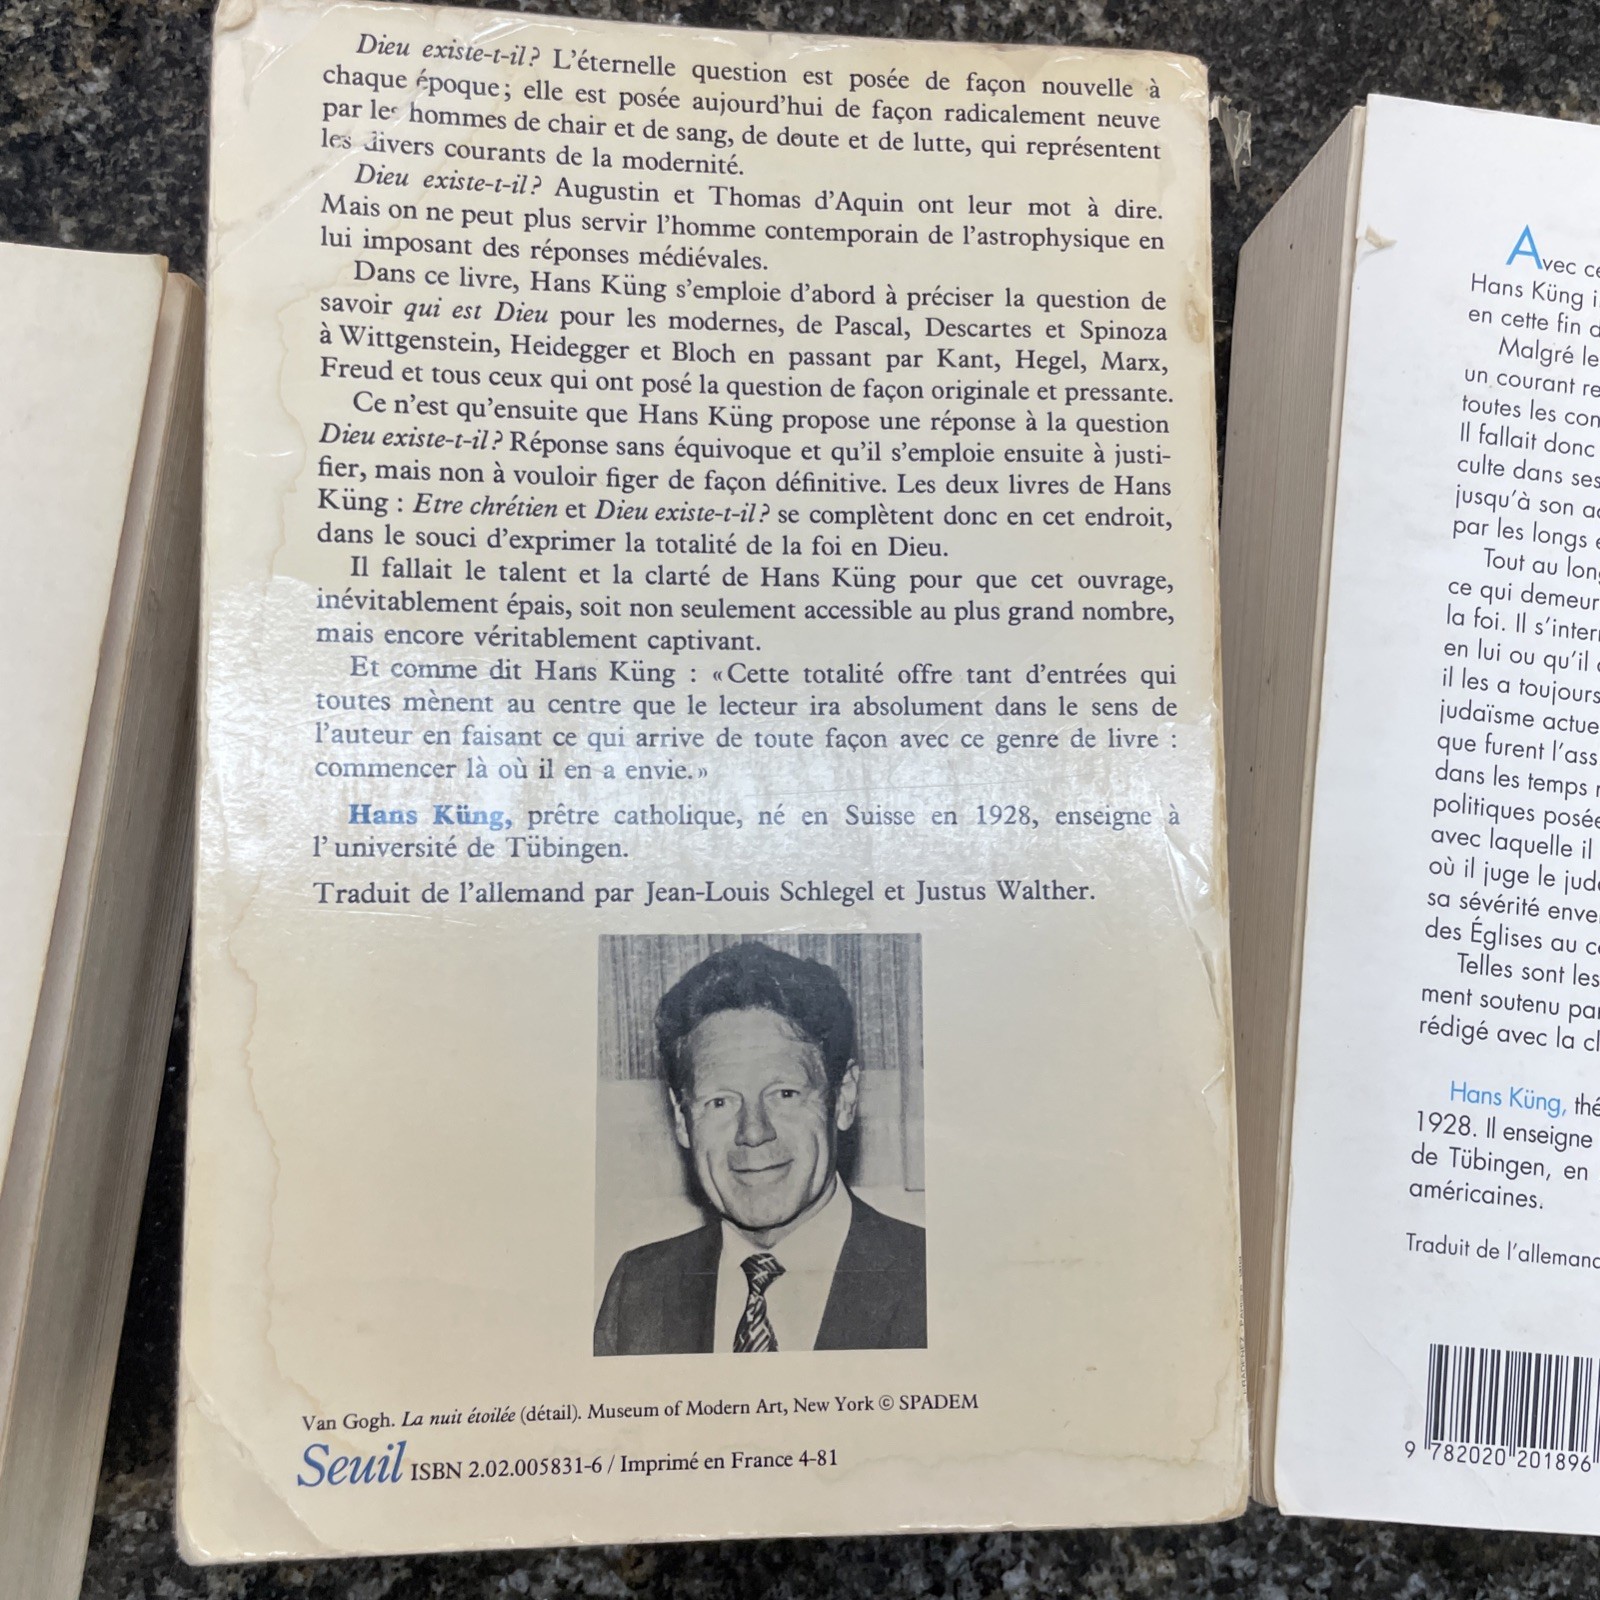 Dieu existe-t-il? L'éternelle question est posée de façon nouvelle à
chaque époque; elle est posée aujourd'hui de façon radicalement neuve
par les hommes de chair et de sang, de doute et de lutte, qui représentent
les divers courants de la modernité.
Dieu existe-t-il? Augustin et Thomas d'Aquin ont leur mot à dire.
Mais on ne peut plus servir l'homme contemporain de l'astrophysique en
lui imposant des réponses médiévales.
Dans ce livre, Hans Küng s'emploie d'abord à préciser la question de
savoir qui est Dieu pour les modernes, de Pascal, Descartes et Spinoza
à Wittgenstein, Heidegger et Bloch en passant par Kant, Hegel, Marx,
Freud et tous ceux qui ont posé la question de façon originale et pressante.
Ce n'est qu'ensuite que Hans Küng propose une réponse à la question
Dieu existe-t-il? Réponse sans équivoque et qu'il s'emploie ensuite à justi-
fier, mais non à vouloir figer de façon définitive. Les deux livres de Hans
Küng : Etre chrétien et Dieu existe-t-il? se complètent donc en cet endroit,
dans le souci d'exprimer la totalité de la foi en Dieu.
Il fallait le talent et la clarté de Hans Küng pour que cet ouvrage,
inévitablement épais, soit non seulement accessible au plus grand nombre,
mais encore véritablement captivant.
Et comme dit Hans Küng : «Cette totalité offre tant d'entrées qui
toutes mènent au centre que le lecteur ira absolument dans le sens de
l'auteur en faisant ce qui arrive de toute façon avec ce genre de livre :
commencer là où il en a envie.»
Hans Küng, prêtre catholique, né en Suisse en 1928, enseigne à
l'université de Tübingen.
Traduit de l'allemand par Jean-Louis Schlegel et Justus Walther.
Van Gogh. La nuit étoilée (détail). Museum of Modern Art, New York © SPADEM
Seuil ISBN 2.02.005831-6 / Imprimé en France 4-81
Avec ce
Hans Küng i
en cette fin d
Malgré le
un courant re
toutes les con
Il fallait donc
culte dans ses
jusqu'à son a
par les longs e
Tout au long
ce qui demeur
la foi. Il s'inter
en lui ou qu'il
il les a toujours
judaïsme actue
que furent l'ass
dans les temps
politiques posée
avec laquelle il
où il juge le jud
sa sévérité enve
des Églises au c
Telles sont les
ment soutenu par
rédigé avec la cl
Hans Küng, thé
1928. Il enseigne
de Tübingen, en
américaines.
Traduit de l'allemand
9 782020 201896